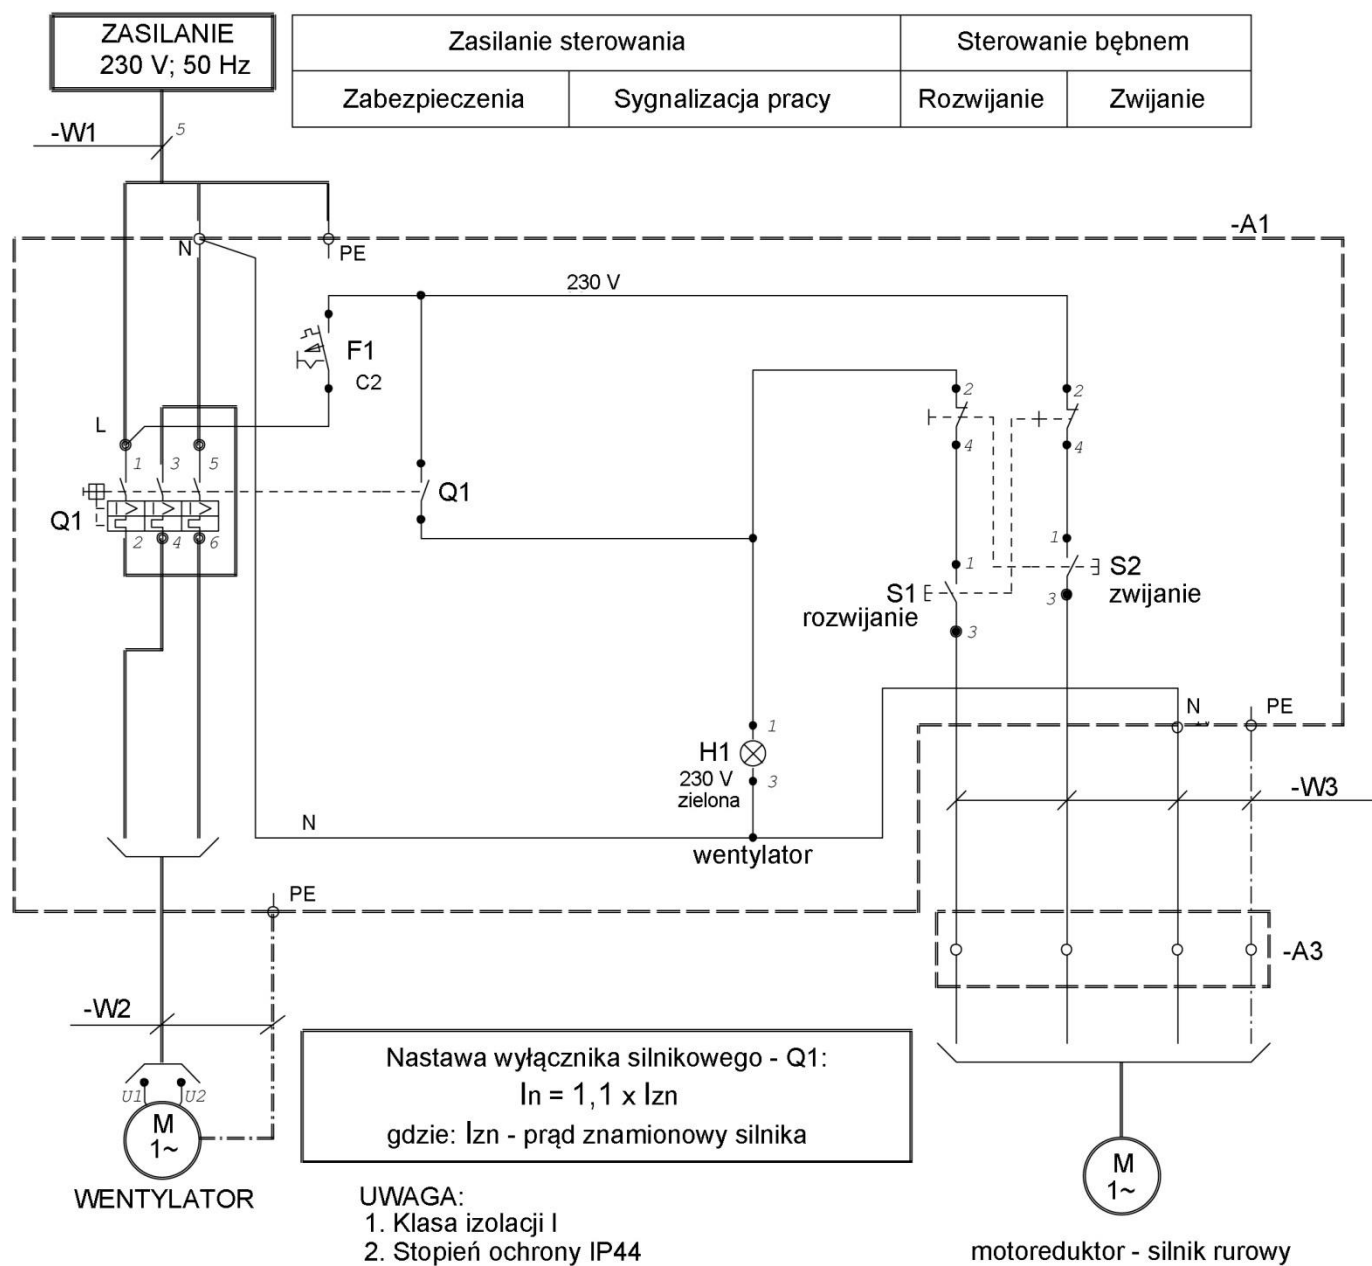 ZASILANIE
230 V; 50 Hz
Zasilanie sterowania
Sterowanie bębnem
Zabezpieczenia
Sygnalizacja pracy
Rozwijanie
Zwijanie
-W1
5
-A1
N
PE
230 V
F1
C2
L
1
3
5
Q1
2
4
6
Q1
2
2
4
4
1
1
S1
rozwijanie
3
S2
zwijanie
3
N
PE
1
H1
230 V
zielona
3
-W3
N
wentylator
PE
-A3
-W2
U1
U2
M
1~
WENTYLATOR
Nastawa wyłącznika silnikowego - Q1:
In = 1,1 x Izn
gdzie: Izn - prąd znamionowy silnika
UWAGA:
1. Klasa izolacji I
2. Stopień ochrony IP44
M
1~
motoreduktor - silnik rurowy